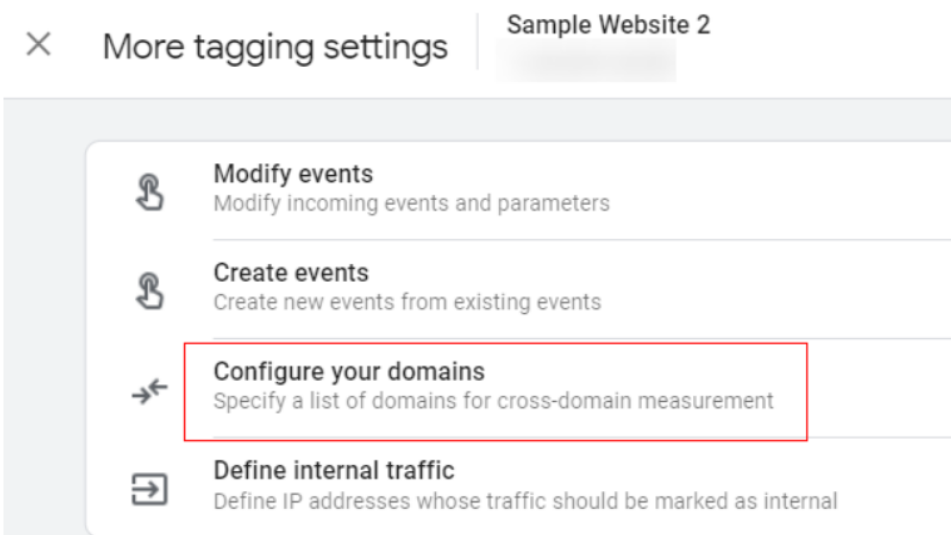 More tagging settings
Sample Website 2
Modify events
Modify incoming events and parameters
Create events
Create new events from existing events
Configure your domains
Specify a list of domains for cross-domain measurement
Define internal traffic
Define IP addresses whose traffic should be marked as internal